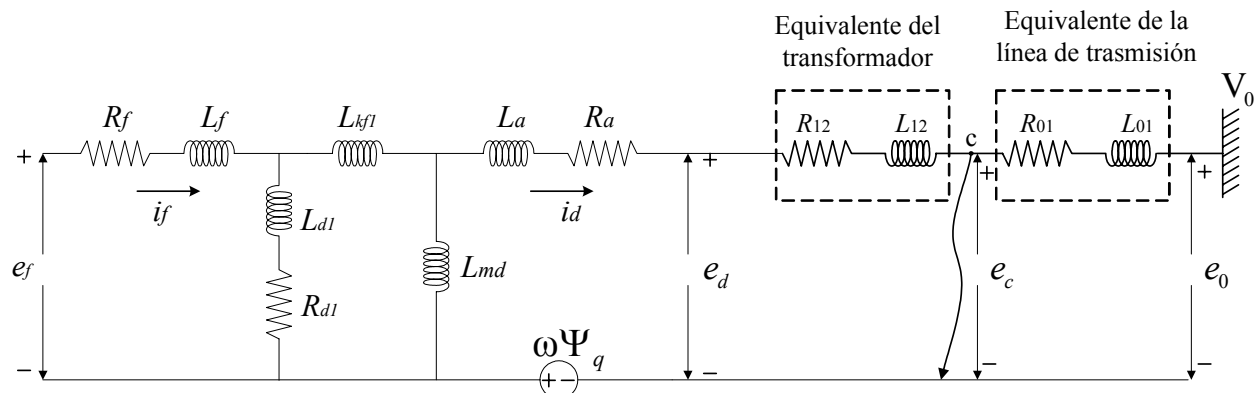 Equivalente del
transformador
Equivalente de la
línea de trasmisión
V0
Rf
Lf
Lkf1
La
Ra
R12
L12
c
R01
L01
+
+
+
+
if
id
Ld1
Rd1
Lmd
ef
ed
ec
e0
ωΨq
+ −
−
−
−
−